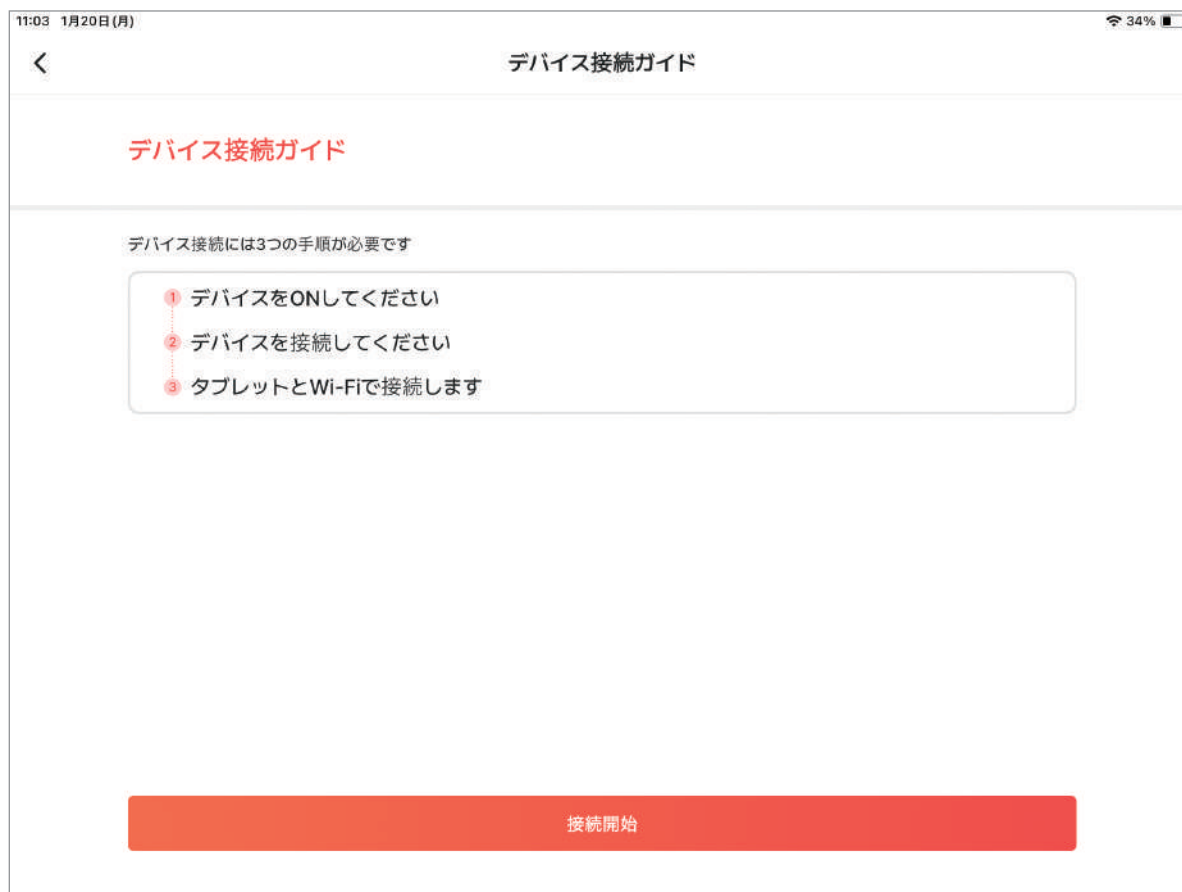 11:03 1月20日(月)
34%
デバイス接続ガイド
デバイス接続ガイド
デバイス接続には3つの手順が必要です
1 デバイスをONしてください
2 デバイスを接続してください
3 タブレットとWi-Fiで接続します
接続開始